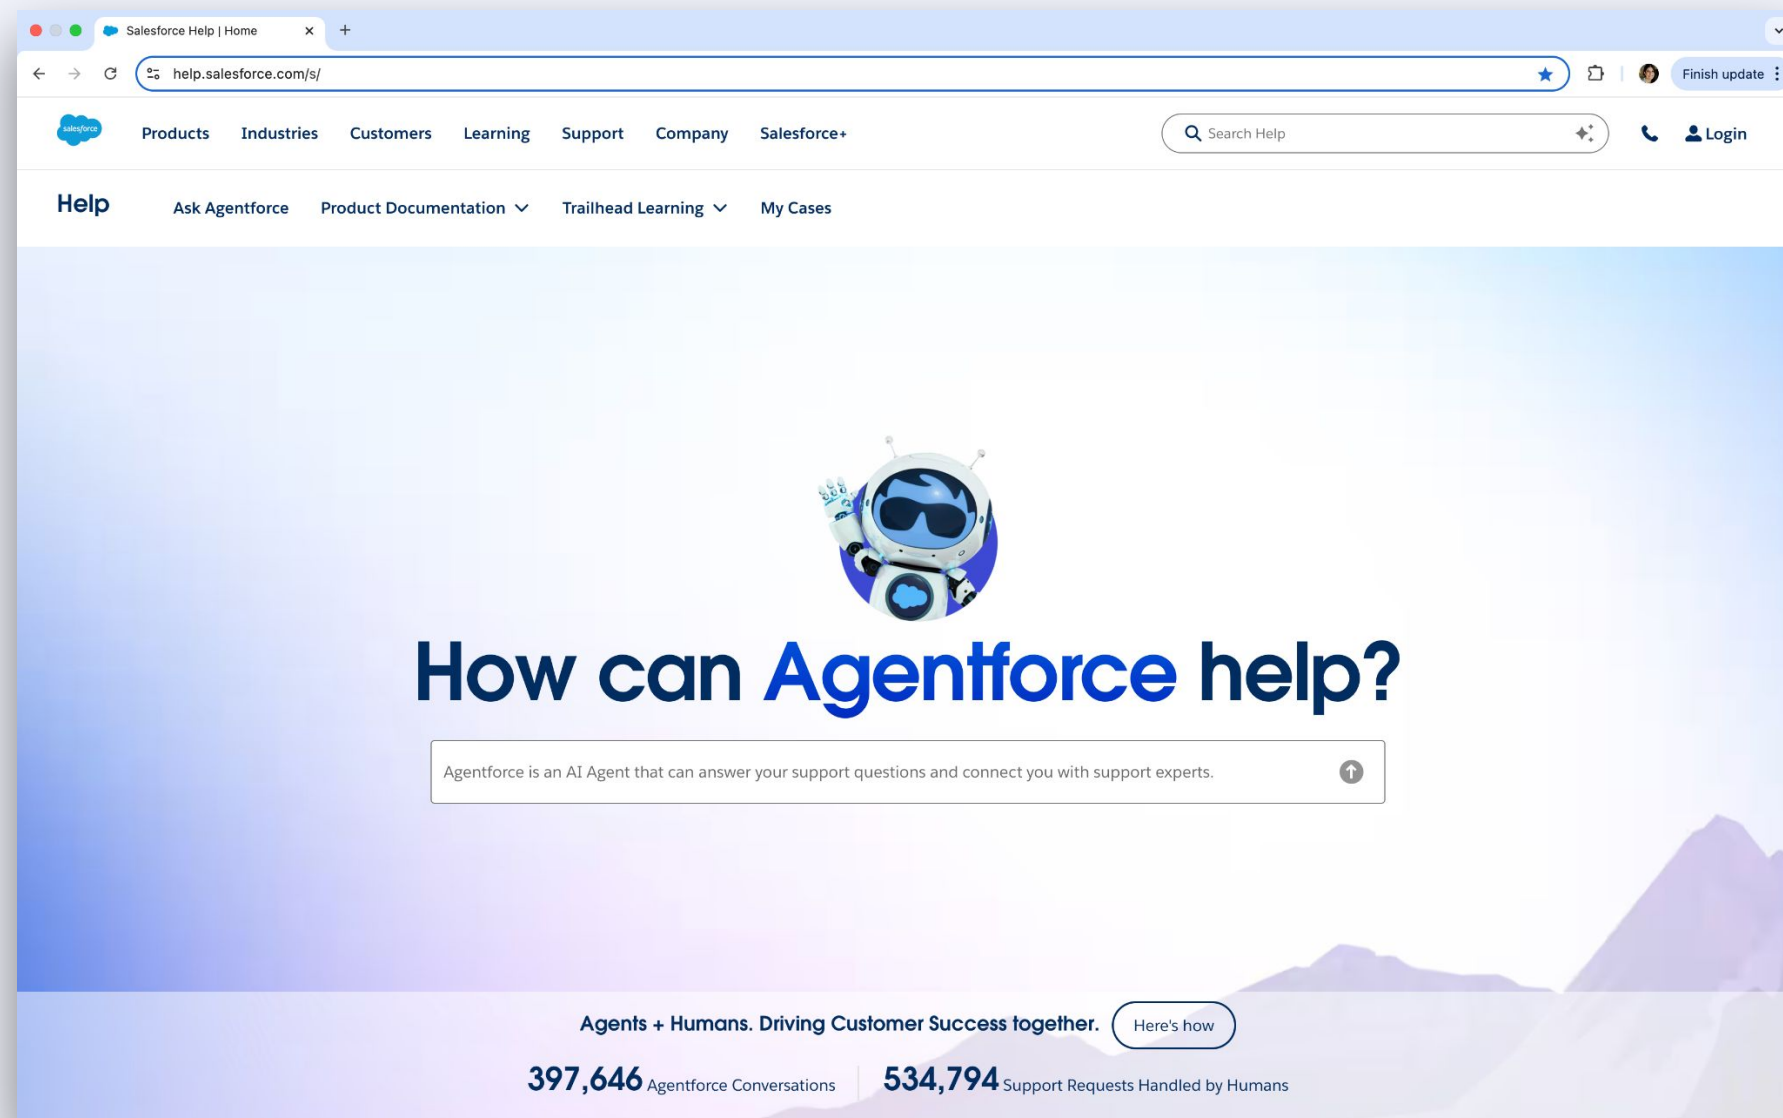 Salesforce Help | Home
help.salesforce.com/s/
Finish update
salesforce
Products Industries Customers Learning Support Company Salesforce+
Search Help
Login
Help
Ask Agentforce Product Documentation Trailhead Learning My Cases
How can Agentforce help?
Agentforce is an AI Agent that can answer your support questions and connect you with support experts.
Agents + Humans. Driving Customer Success together. Here's how
397,646 Agentforce Conversations 534,794 Support Requests Handled by Humans